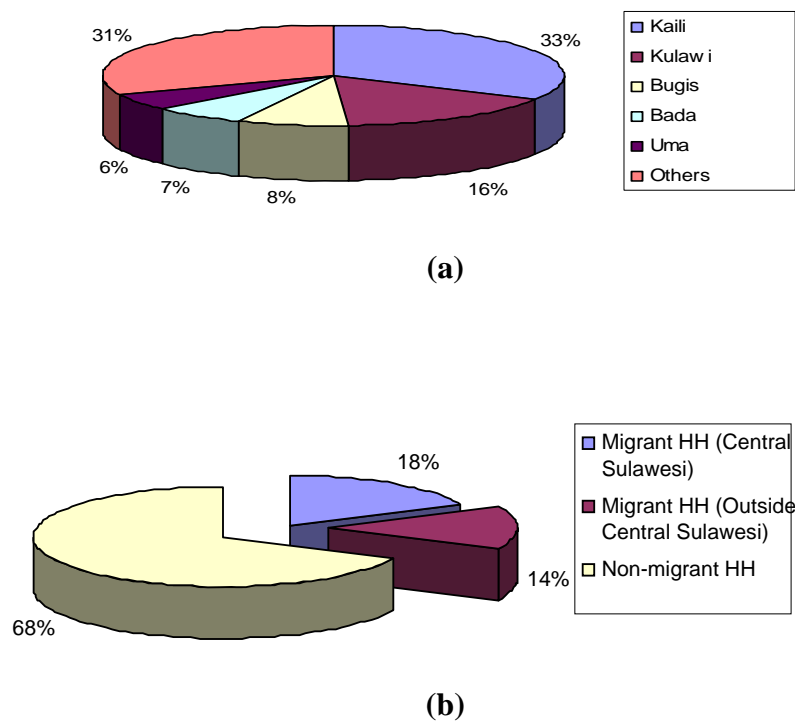 31%
33%
6%
7%
8%
16%
Kaili
Kulaw i
Bugis
Bada
Uma
Others
(a)
18%
14%
68%
Migrant HH (Central
Sulawesi)
Migrant HH (Outside
Central Sulawesi)
Non-migrant HH
(b)